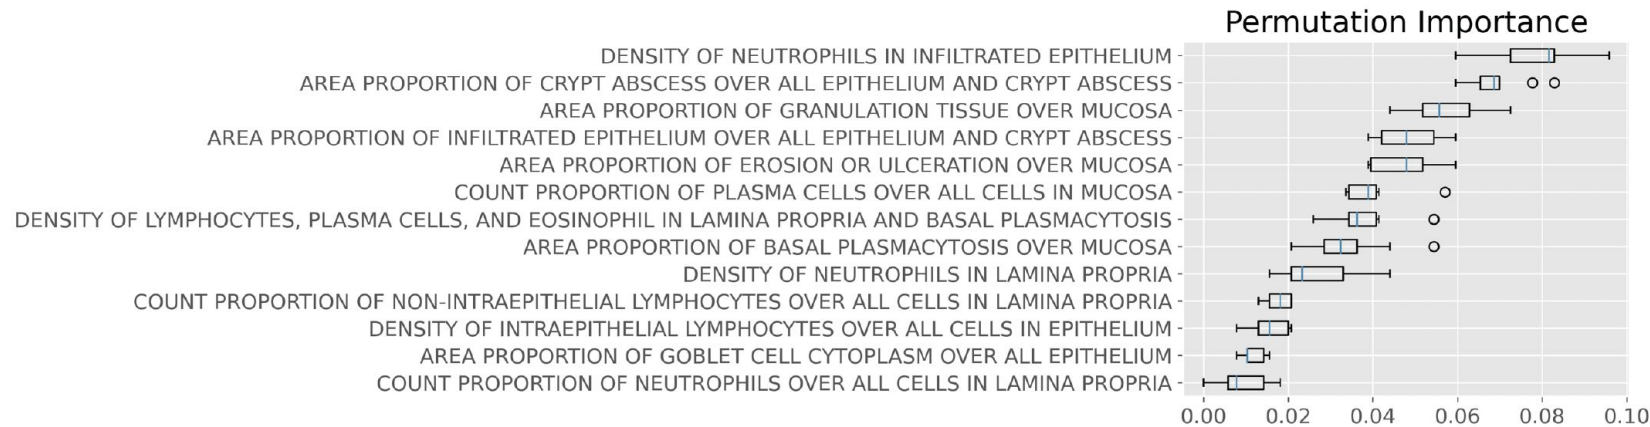 Permutation Importance
DENSITY OF NEUTROPHILS IN INFILTRATED EPITHELIUM
AREA PROPORTION OF CRYPT ABSCESS OVER ALL EPITHELIUM AND CRYPT ABSCESS
AREA PROPORTION OF GRANULATION TISSUE OVER MUCOSA
AREA PROPORTION OF INFILTRATED EPITHELIUM OVER ALL EPITHELIUM AND CRYPT ABSCESS
AREA PROPORTION OF EROSION OR ULCERATION OVER MUCOSA
COUNT PROPORTION OF PLASMA CELLS OVER ALL CELLS IN MUCOSA
DENSITY OF LYMPHOCYTES, PLASMA CELLS, AND EOSINOPHIL IN LAMINA PROPRIA AND BASAL PLASMACYTOSIS
AREA PROPORTION OF BASAL PLASMACYTOSIS OVER MUCOSA
DENSITY OF NEUTROPHILS IN LAMINA PROPRIA
COUNT PROPORTION OF NON-INTRAEPITHELIAL LYMPHOCYTES OVER ALL CELLS IN LAMINA PROPRIA
DENSITY OF INTRAEPITHELIAL LYMPHOCYTES OVER ALL CELLS IN EPITHELIUM
AREA PROPORTION OF GOBLET CELL CYTOPLASM OVER ALL EPITHELIUM
COUNT PROPORTION OF NEUTROPHILS OVER ALL CELLS IN LAMINA PROPRIA
0.00 0.02 0.04 0.06 0.08 0.10